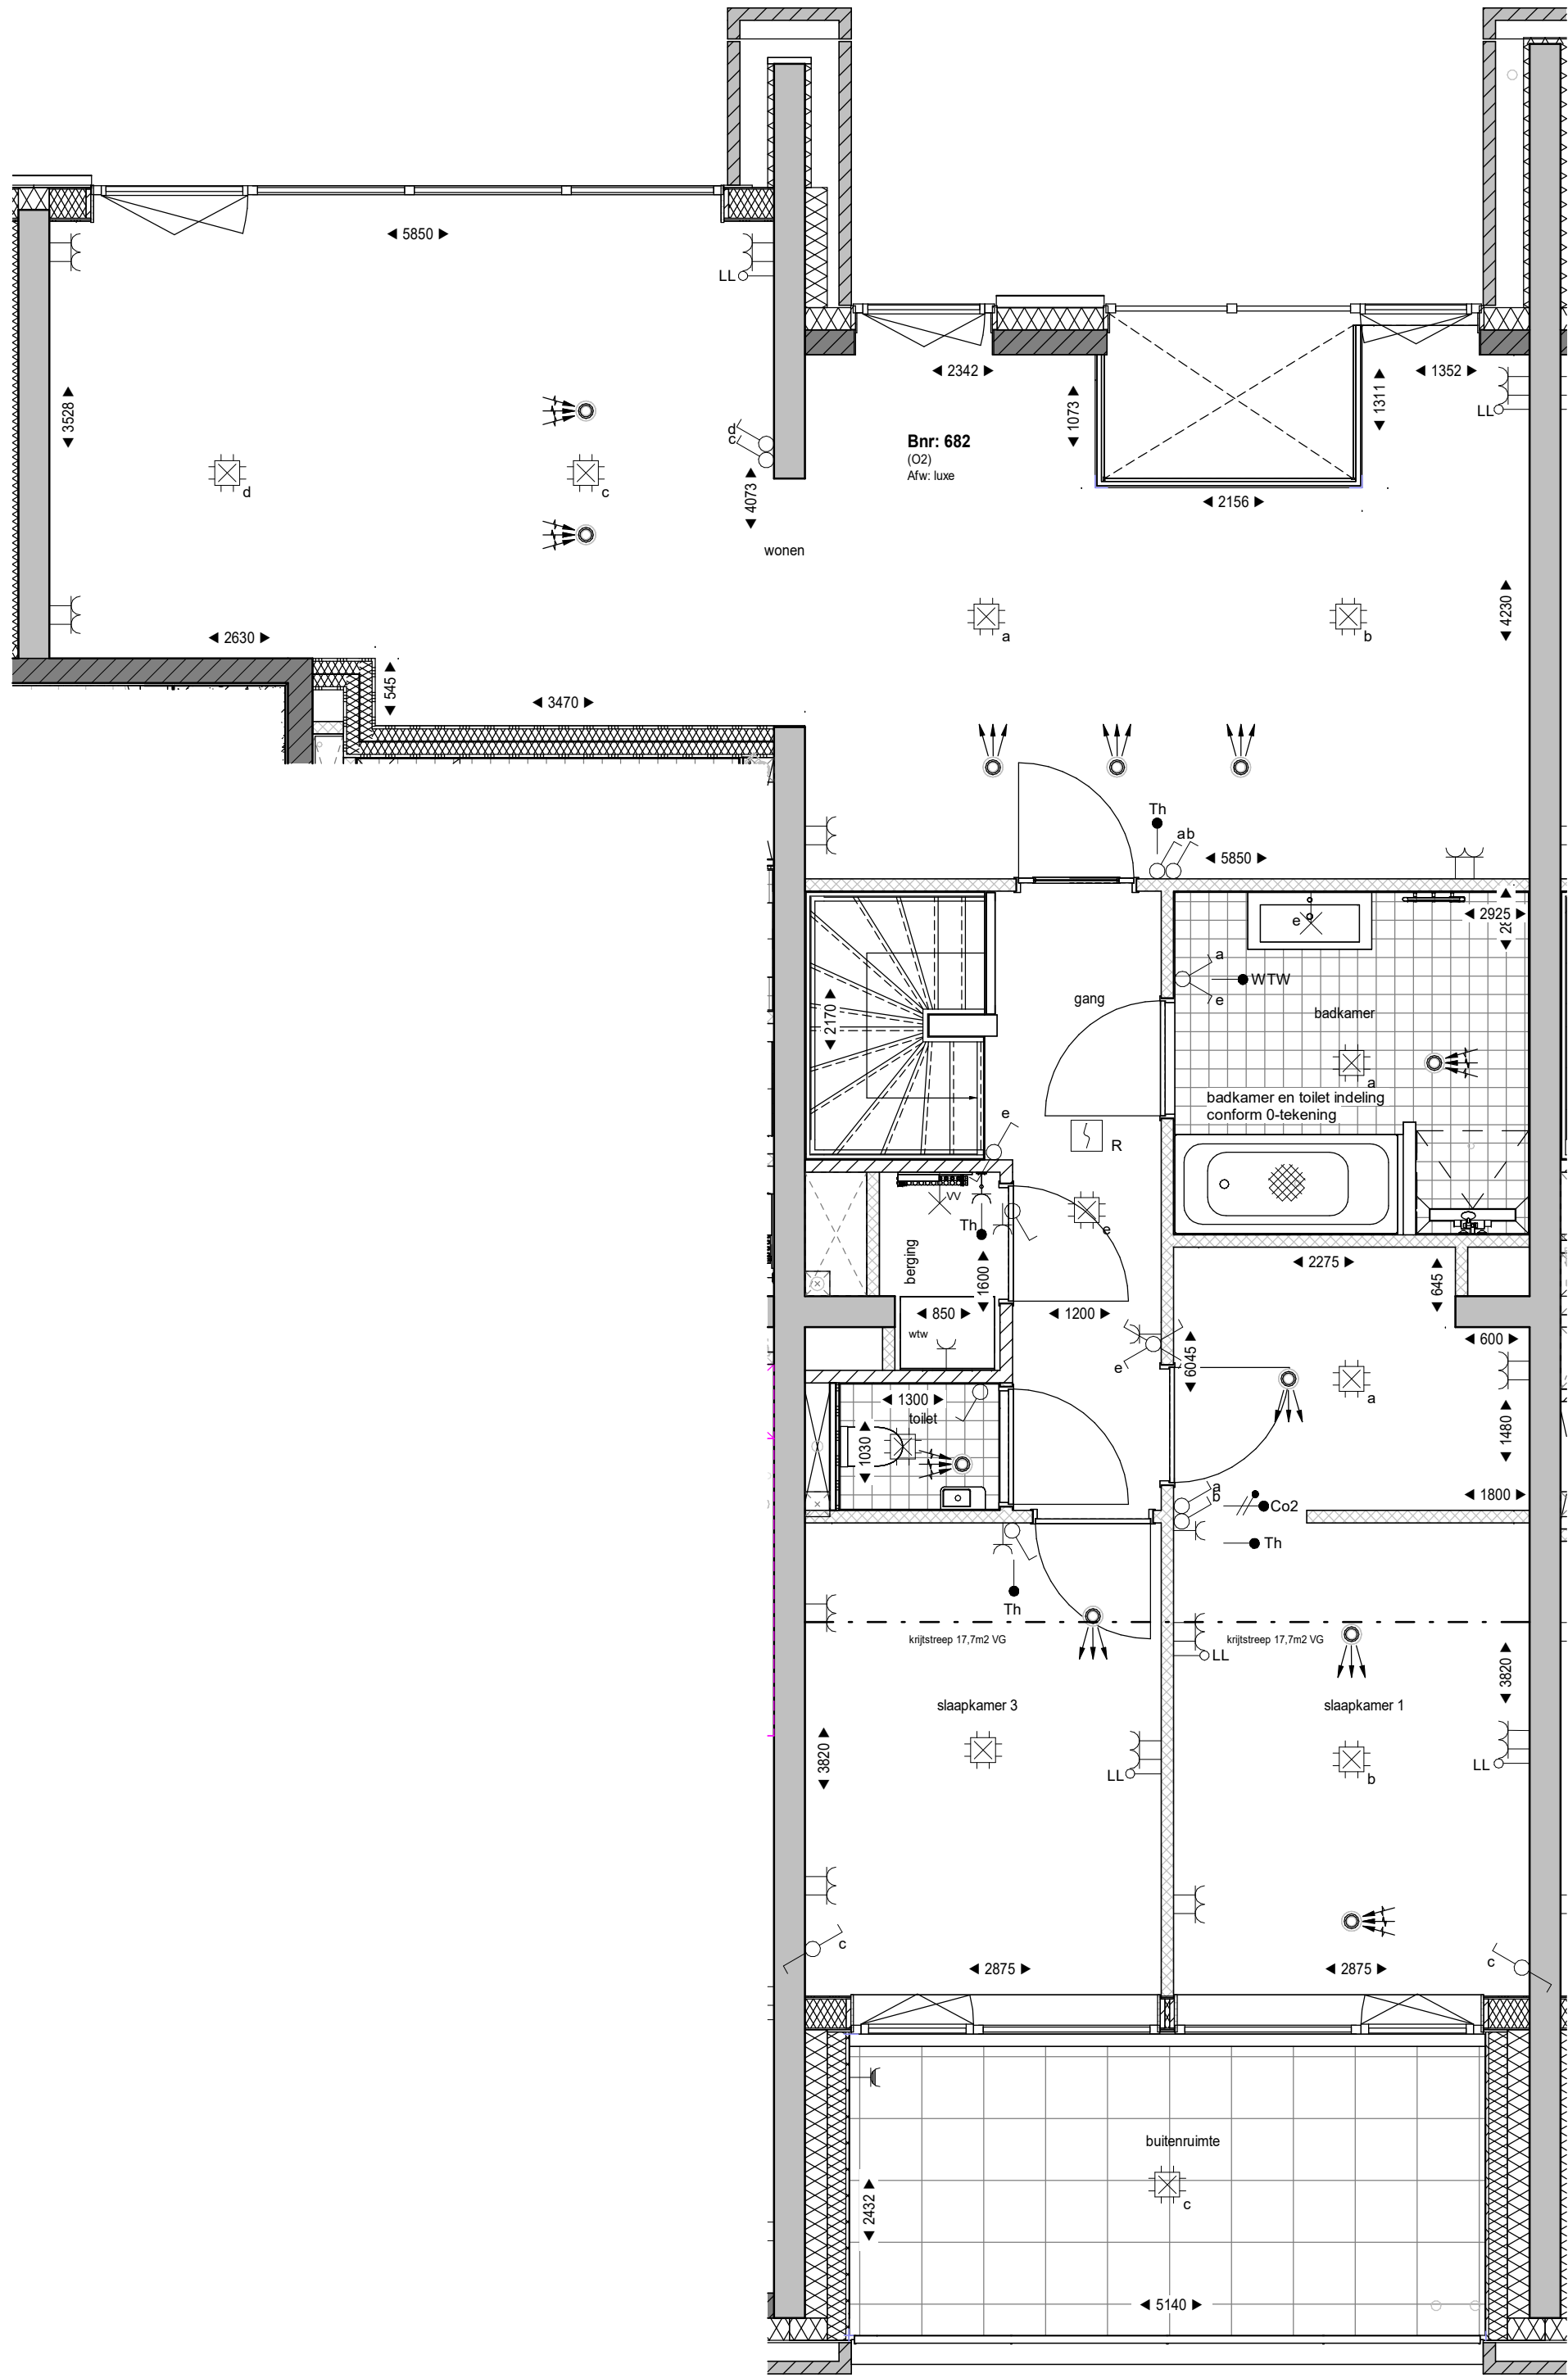 5850
LL
3528
d
c
d
c
4073
wonen
2630
545
3470
Bnr: 682
(O2)
Afw: luxe
2342
1073
1311
1352
LL
2156
4230
a
b
Th
ab
5850
2925
e
a
WTW
e
badkamer
a
badkamer en toilet indeling
conform 0-tekening
gang
2170
e
R
Th
e
berging
1600
850
1200
wtw
2275
645
600
6045
e
a
1480
1300
toilet
1030
1800
a
b
Co2
Th
Th
krijtstreep 17,7m2 VG
krijtstreep 17,7m2 VG
LL
3820
slaapkamer 3
slaapkamer 1
3820
LL
LL
b
c
c
2875
2875
buitenruimte
c
2432
5140